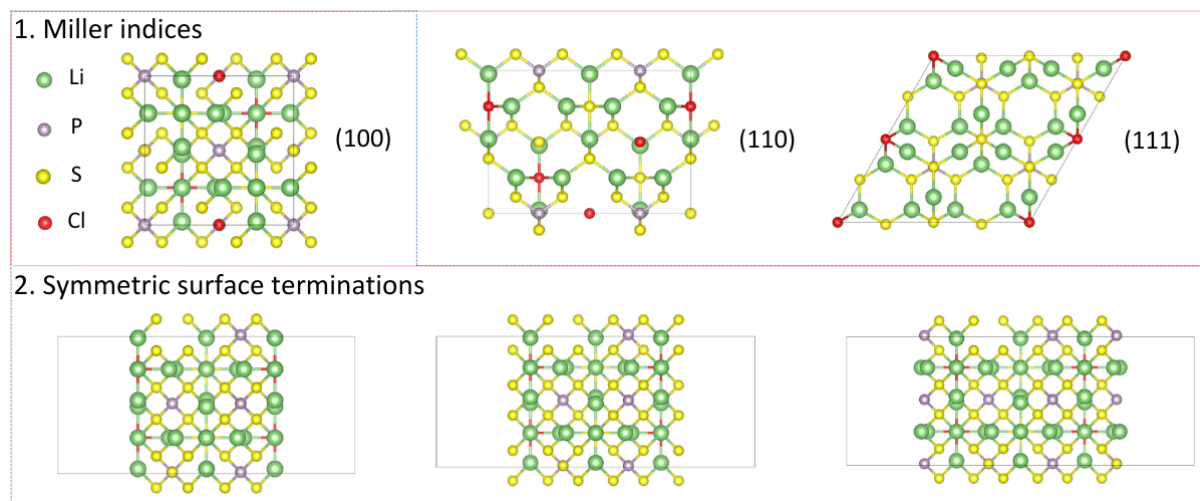 1. Miller indices
Li
P
S
Cl
(100)
(110)
(111)
2. Symmetric surface terminations